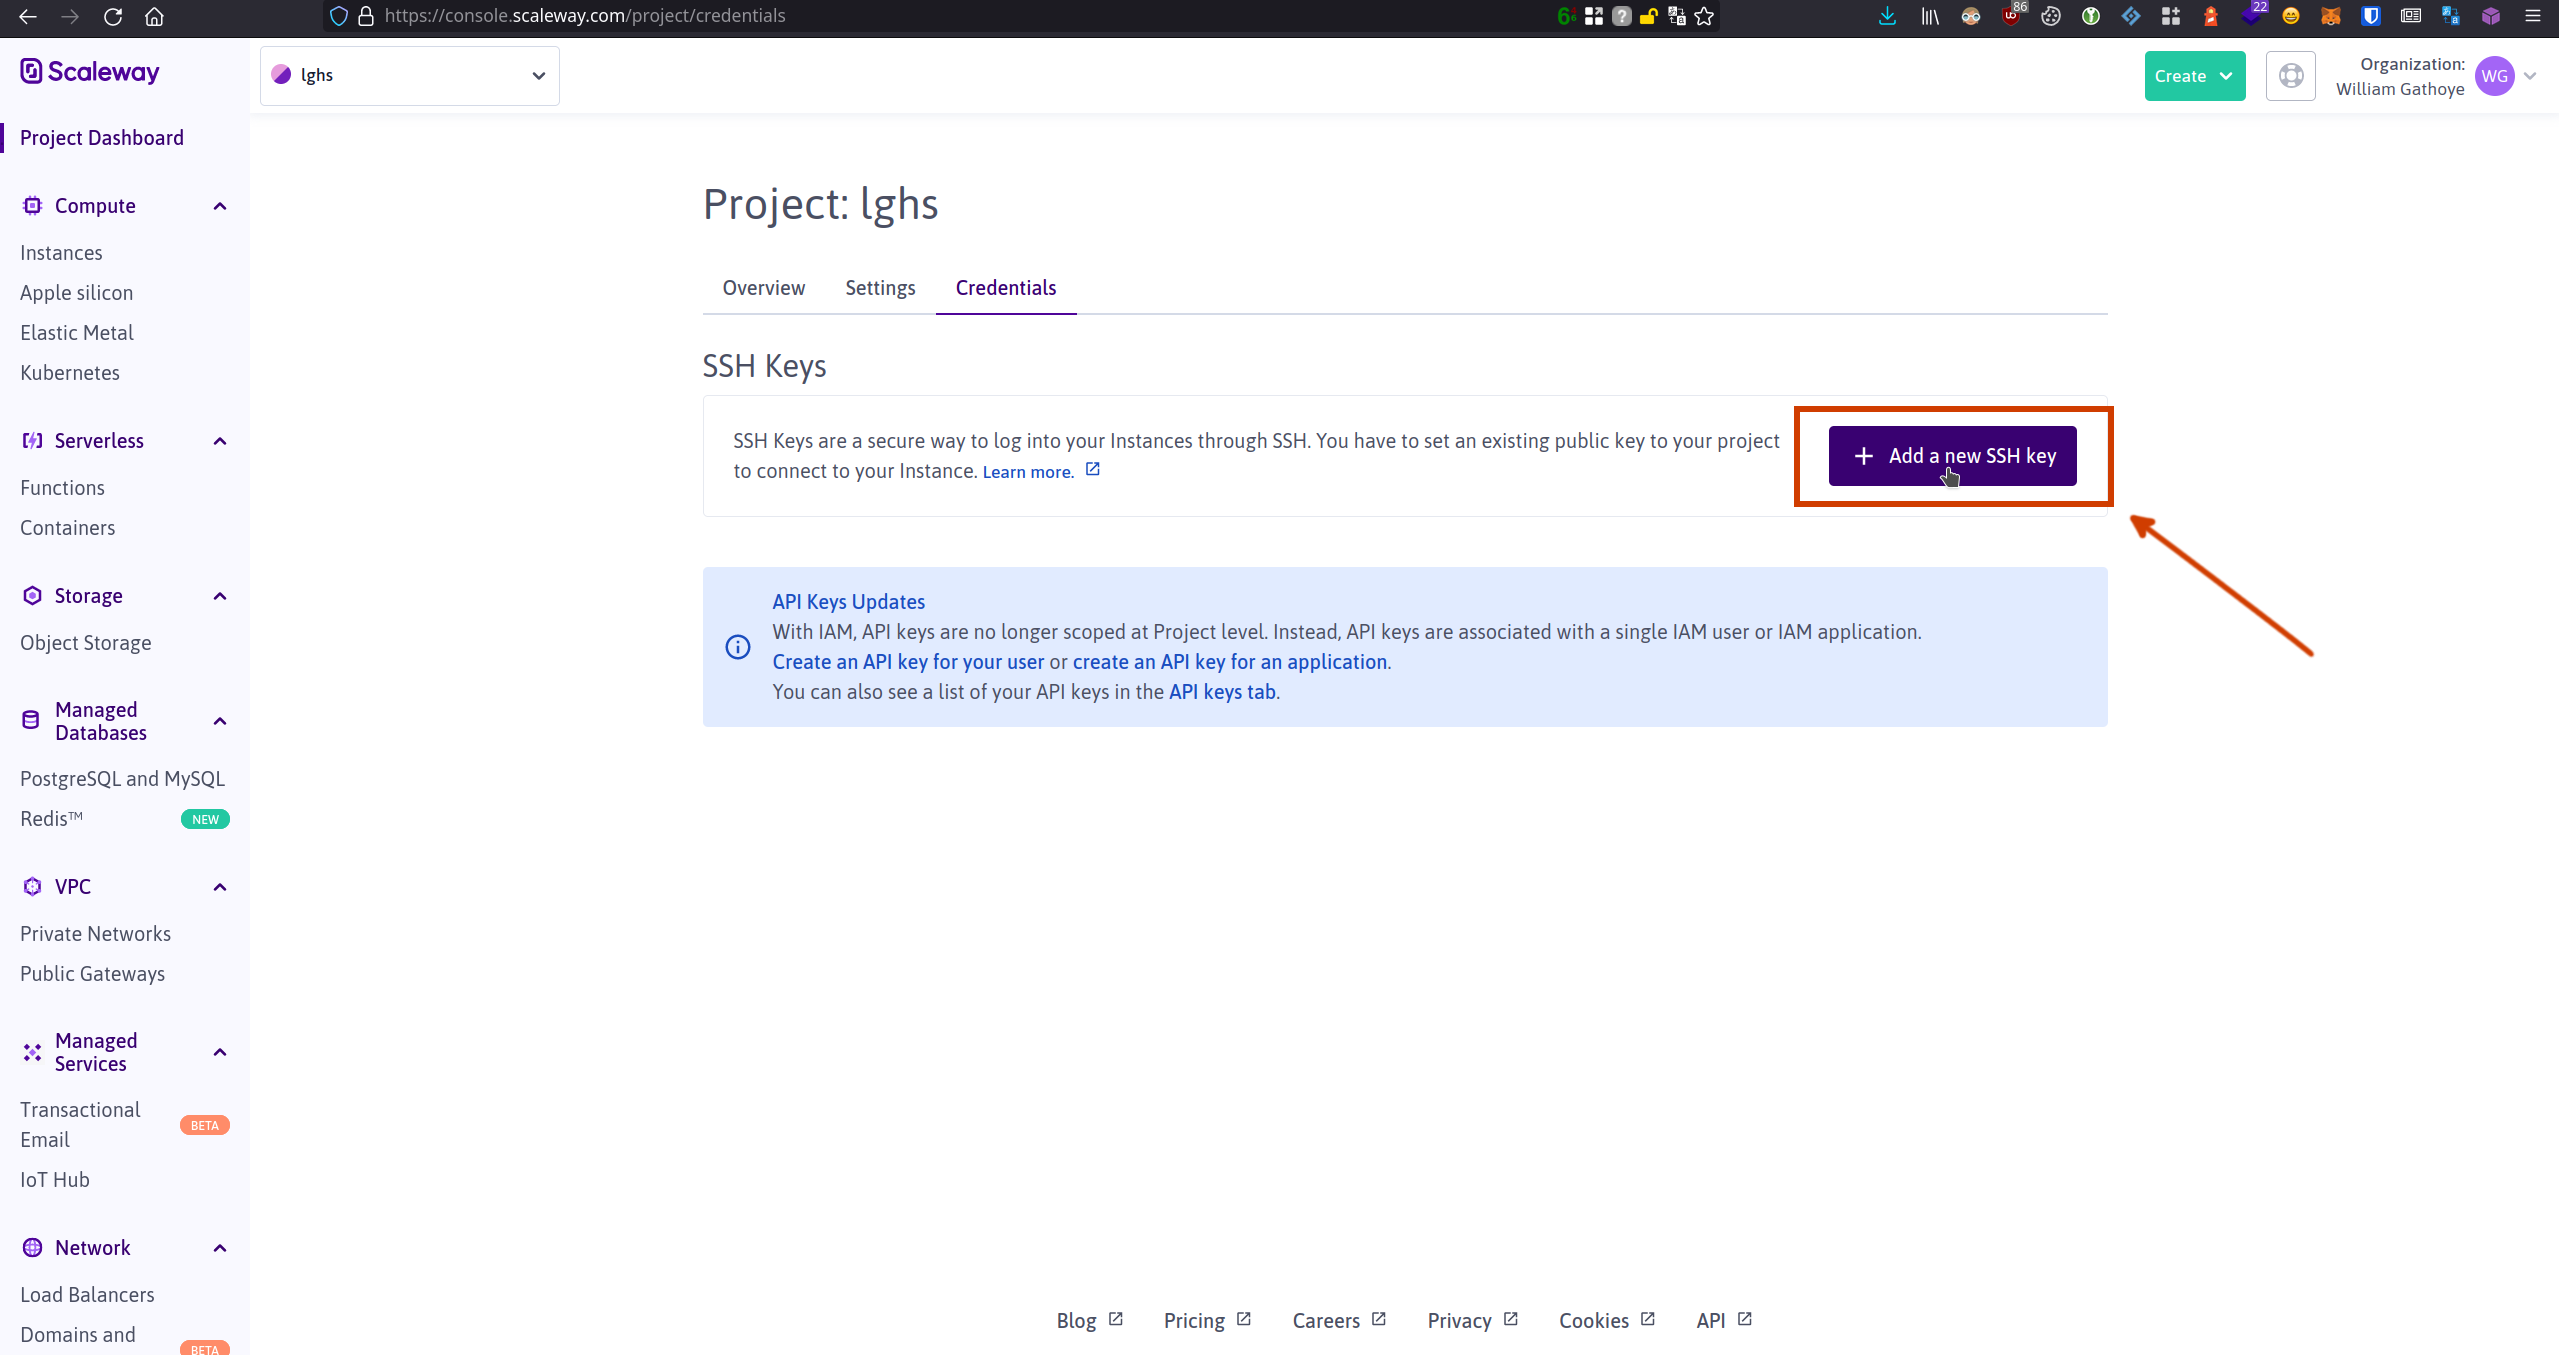 https://console.scaleway.com/project/credentials
86
22
Scaleway
lghs
Create
Organization:
William Gathoye
WG
Project Dashboard
Compute
Instances
Apple silicon
Elastic Metal
Kubernetes
Serverless
Functions
Containers
Storage
Object Storage
Managed
Databases
PostgreSQL and MySQL
Redis™
NEW
VPC
Private Networks
Public Gateways
Managed
Services
Transactional
Email
BETA
IoT Hub
Network
Load Balancers
Domains and
BETA
Project: lghs
Overview
Settings
Credentials
SSH Keys
SSH Keys are a secure way to log into your Instances through SSH. You have to set an existing public key to your project
to connect to your Instance. Learn more.
+ Add a new SSH key
API Keys Updates
With IAM, API keys are no longer scoped at Project level. Instead, API keys are associated with a single IAM user or IAM application.
Create an API key for your user or create an API key for an application.
You can also see a list of your API keys in the API keys tab.
Blog
Pricing
Careers
Privacy
Cookies
API